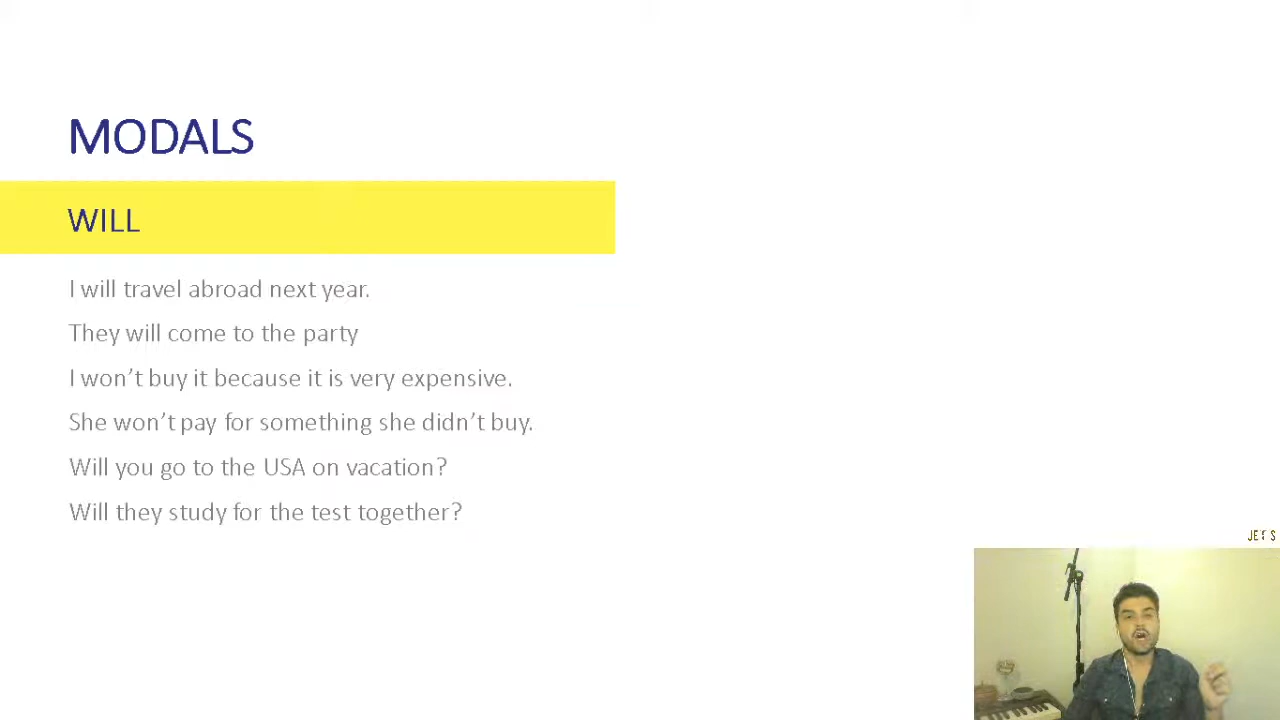 MODALS
WILL
I will travel abroad next year.
They will come to the party
I won’t buy it because it is very expensive.
She won’t pay for something she didn’t buy.
Will you go to the USA on vacation?
Will they study for the test together?